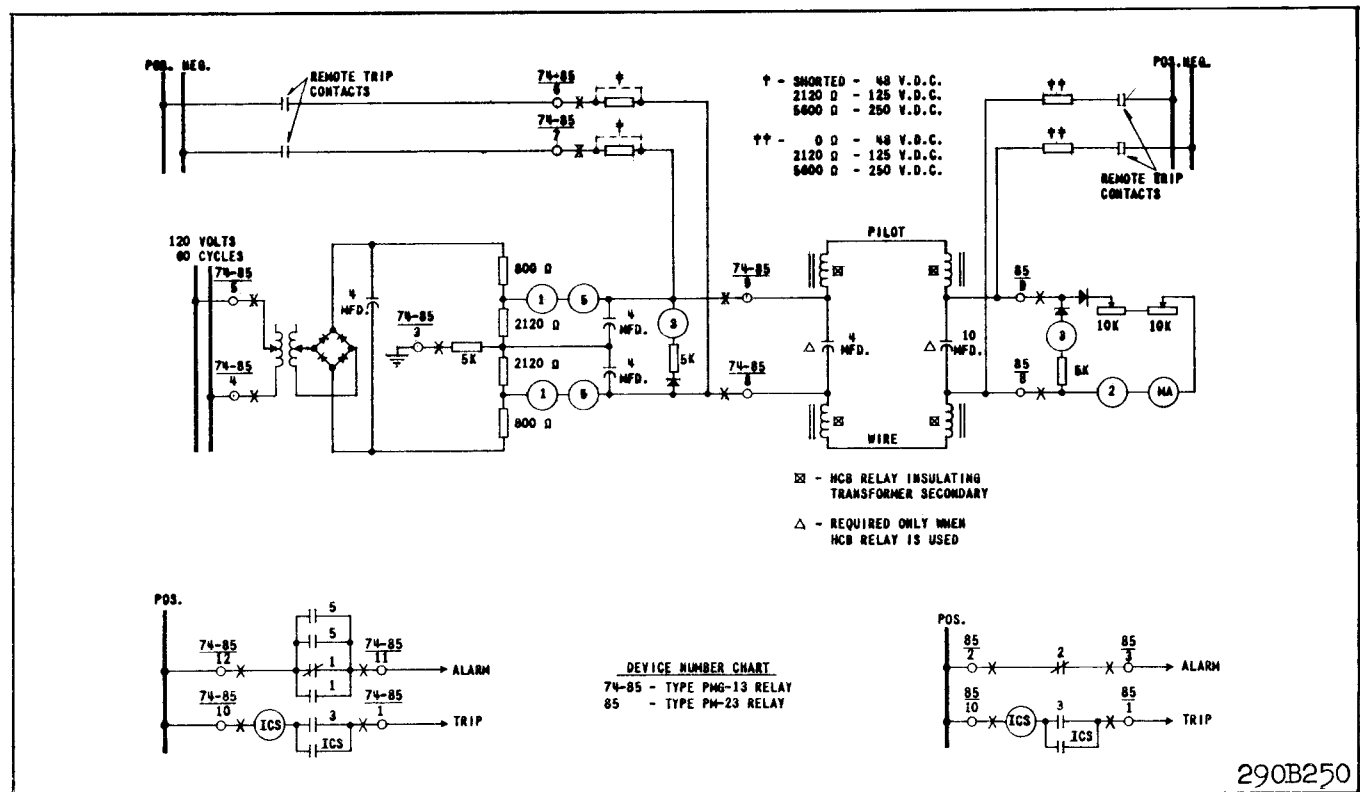 POS. NEG.
REMOTE TRIP
CONTACTS
74-85
6
†
74-85
7
†
† - SHORTED - 48 V.D.C.
2120 Ω - 125 V.D.C.
5600 Ω - 250 V.D.C.
†† - 0 Ω - 48 V.D.C.
2120 Ω - 125 V.D.C.
5600 Ω - 250 V.D.C.
††
††
POS. NEG.
REMOTE TRIP
CONTACTS
120 VOLTS
60 CYCLES
74-85
5
74-85
4
4
MFD.
74-85
3
5K
800 Ω
2120 Ω
2120 Ω
800 Ω
1
5
1
5
4
MFD.
4
MFD.
3
5K
74-85
9
74-85
8
PILOT
WIRE
△ 4
MFD.
△ 10
MFD.
85
9
85
8
3
5K
10K
10K
2
MA
☒ - HCB RELAY INSULATING
TRANSFORMER SECONDARY
△ - REQUIRED ONLY WHEN
HCB RELAY IS USED
POS.
74-85
12
5
5
1
1
74-85
11
ALARM
74-85
10
ICS
3
ICS
74-85
1
TRIP
DEVICE NUMBER CHART
74-85 - TYPE PMG-13 RELAY
85 - TYPE PM-23 RELAY
POS.
85
2
2
85
3
ALARM
85
10
ICS
3
ICS
85
1
TRIP
290B250